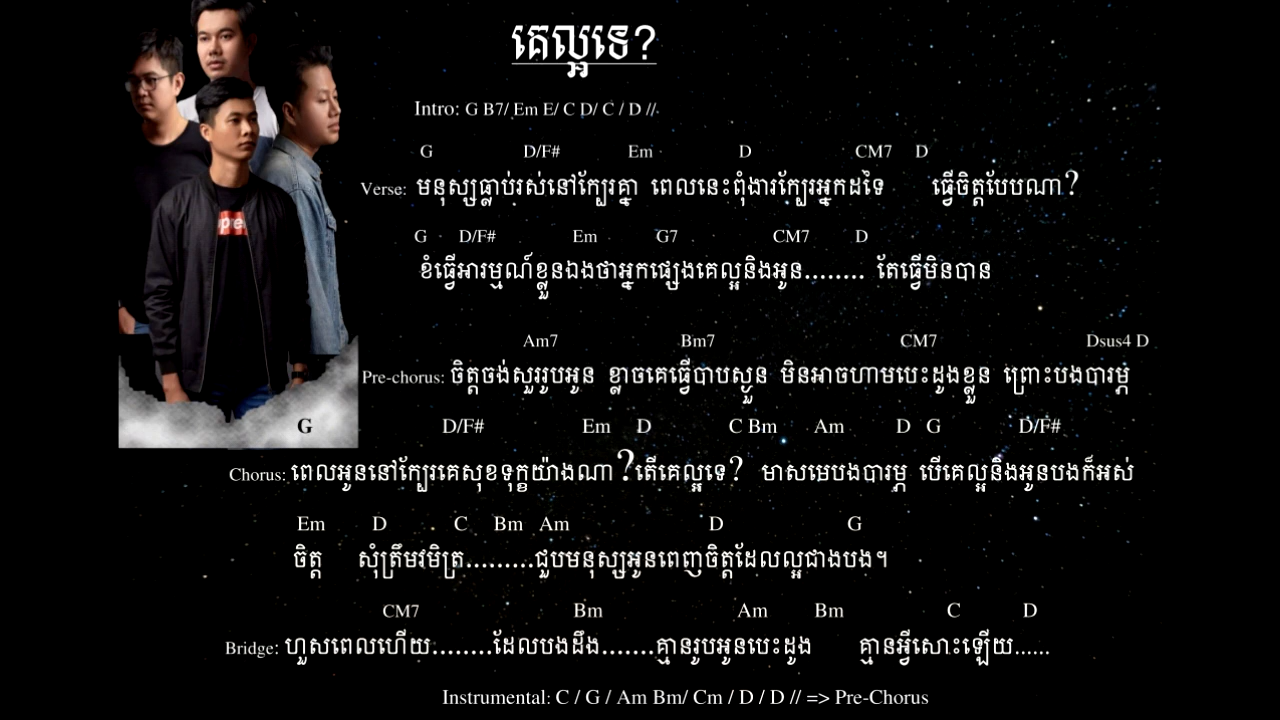 គេល្អទេ?
Intro: G B7/ Em E/ C D/ C / D //
G D/F# Em D CM7 D
Verse: មនុស្សធ្លាប់រស់នៅក្បែរគ្នា ពេលនេះពុំងារក្បែរអ្នកដទៃ ធ្វើចិត្តបែបណា?
G D/F# Em G7 CM7 D
ខំធ្វើអារម្មណ៍ខ្លួនឯងថាអ្នកផ្សេងគេល្អនិងអូន........ តែធ្វើមិនបាន
Am7 Bm7 CM7 Dsus4 D
Pre-chorus: ចិត្តចង់សួររូបអូន ខ្លាចគេធ្វើបាបស្ងួន មិនអាចហាមបេះដូងខ្លួន ព្រោះបងបារម្ភ
G D/F# Em D C Bm Am D G D/F#
Chorus: ពេលអូននៅក្បែរគេសុខទុក្ខយ៉ាងណា?តើគេល្អទេ? មាសមេបងបារម្ភ បើគេល្អនិងអូនបងក៏អស់
Em D C Bm Am D G
ចិត្ត សុំត្រឹមមិត្រ.........ជួបមនុស្សអូនពេញចិត្តដែលល្អជាងបង។
CM7 Bm Am Bm C D
Bridge: ហួសពេលហើយ........ដែលបងដឹង.......គ្មានរូបអូនបេះដូង គ្មានអ្វីសោះឡើយ......
Instrumental: C / G / Am Bm/ Cm / D / D // => Pre-Chorus